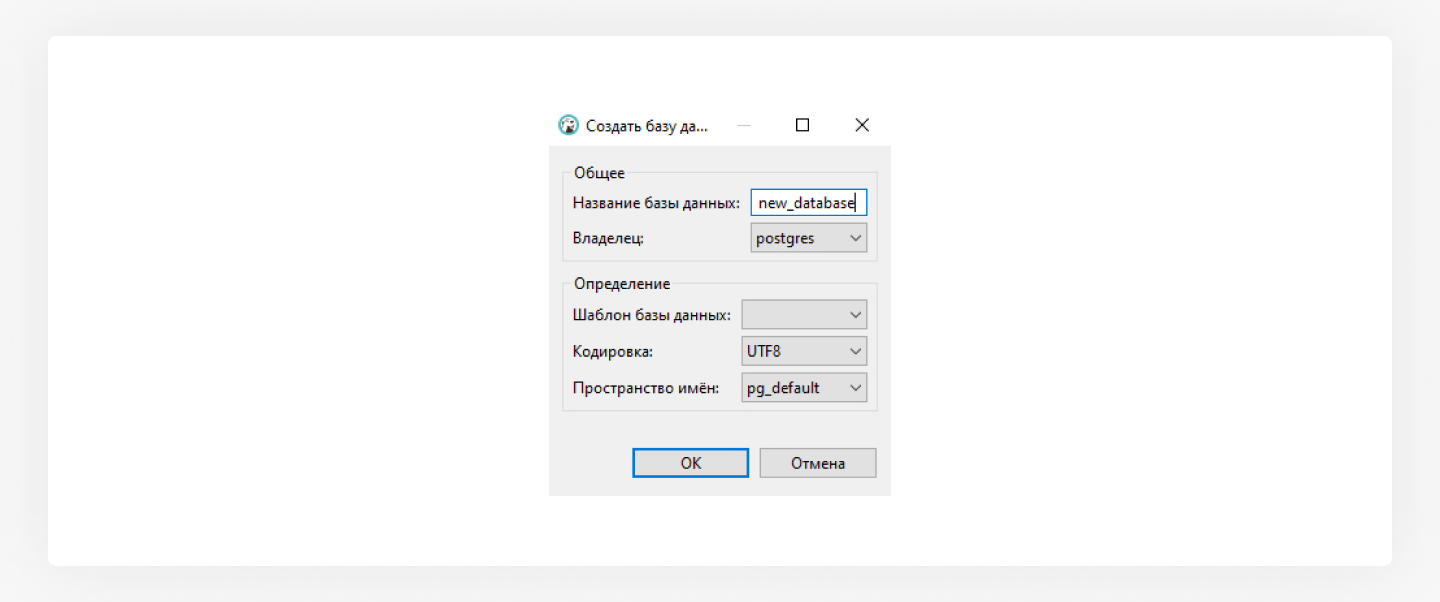 Создать базу да...
Общее
Название базы данных: new_database
Владелец: postgres
Определение
Шаблон базы данных:
Кодировка: UTF8
Пространство имён: pg_default
OK Отмена